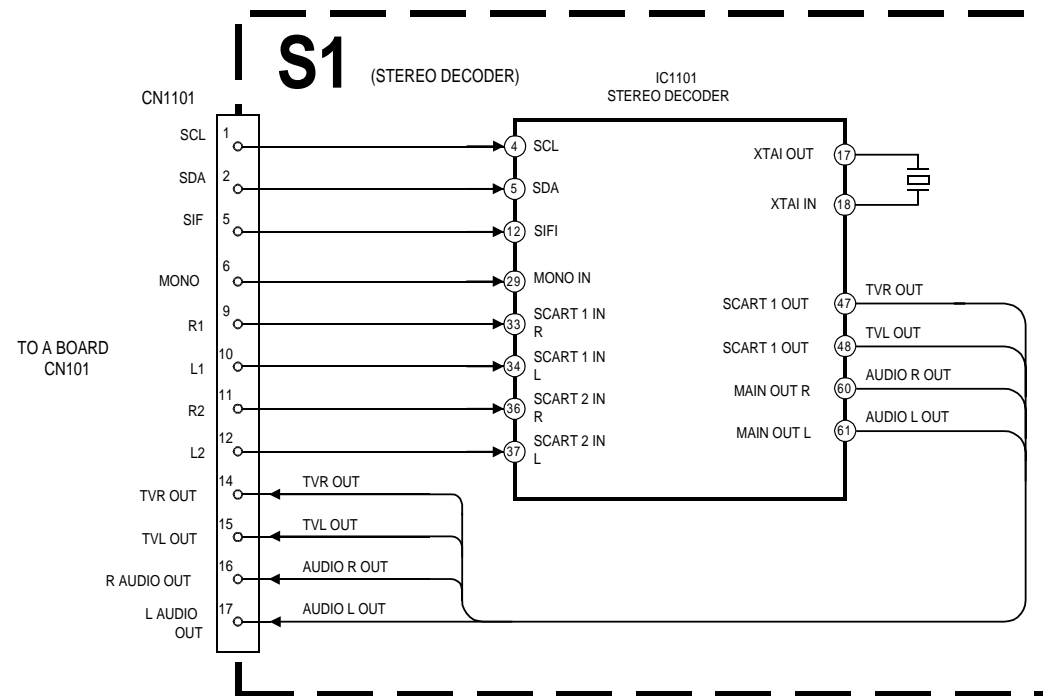 S1 (STEREO DECODER)
IC1101
STEREO DECODER
CN1101
TO A BOARD
CN101
SCL 1
SDA 2
SIF 5
MONO 6
R1 9
L1 10
R2 11
L2 12
TVR OUT 14
TVL OUT 15
R AUDIO OUT 16
L AUDIO 17
OUT
4 SCL
5 SDA
12 SIFI
29 MONO IN
33 SCART 1 IN
R
34 SCART 1 IN
L
36 SCART 2 IN
R
37 SCART 2 IN
L
XTAI OUT 17
XTAI IN 18
SCART 1 OUT 47 TVR OUT
SCART 1 OUT 48 TVL OUT
MAIN OUT R 60 AUDIO R OUT
MAIN OUT L 61 AUDIO L OUT
TVR OUT
TVL OUT
AUDIO R OUT
AUDIO L OUT